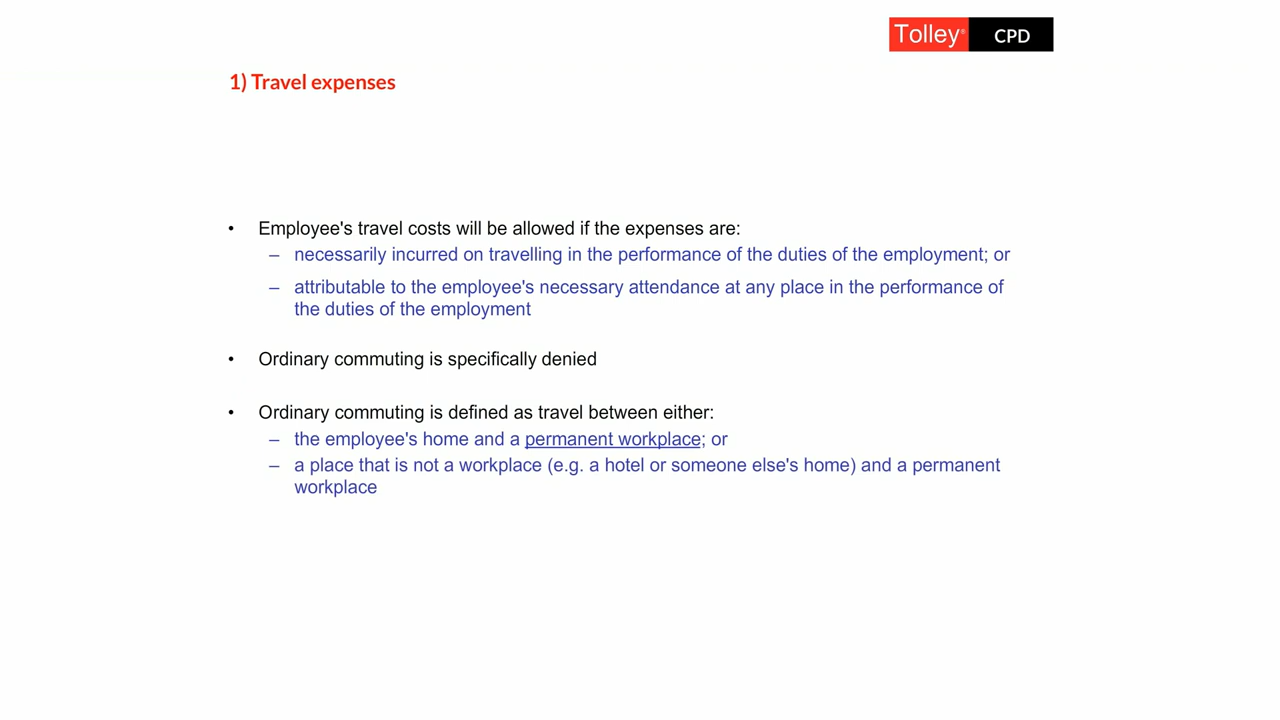 Tolley® CPD
1) Travel expenses
• Employee's travel costs will be allowed if the expenses are:
– necessarily incurred on travelling in the performance of the duties of the employment; or
– attributable to the employee's necessary attendance at any place in the performance of
the duties of the employment
• Ordinary commuting is specifically denied
• Ordinary commuting is defined as travel between either:
– the employee's home and a permanent workplace; or
– a place that is not a workplace (e.g. a hotel or someone else's home) and a permanent
workplace